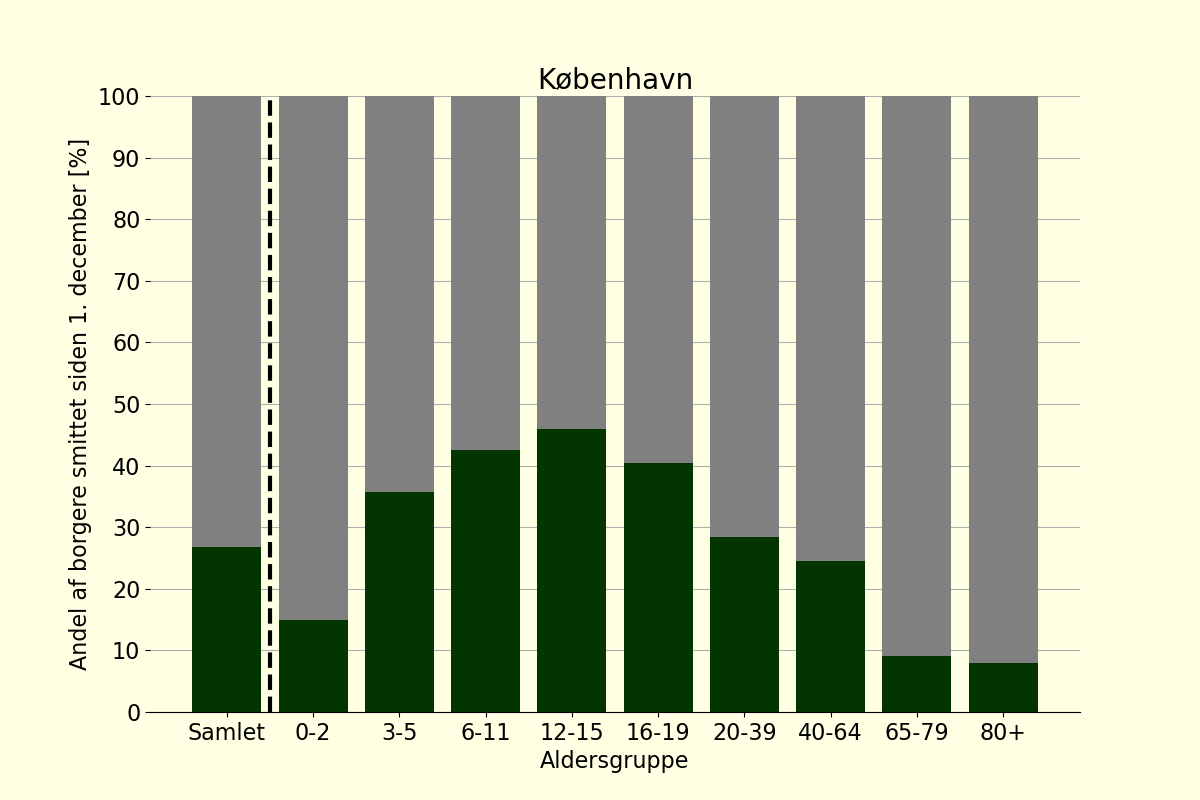 København
Andel af borgere smittet siden 1. december [%]
100
90
80
70
60
50
40
30
20
10
0
Samlet 0-2 3-5 6-11 12-15 16-19 20-39 40-64 65-79 80+
Aldersgruppe